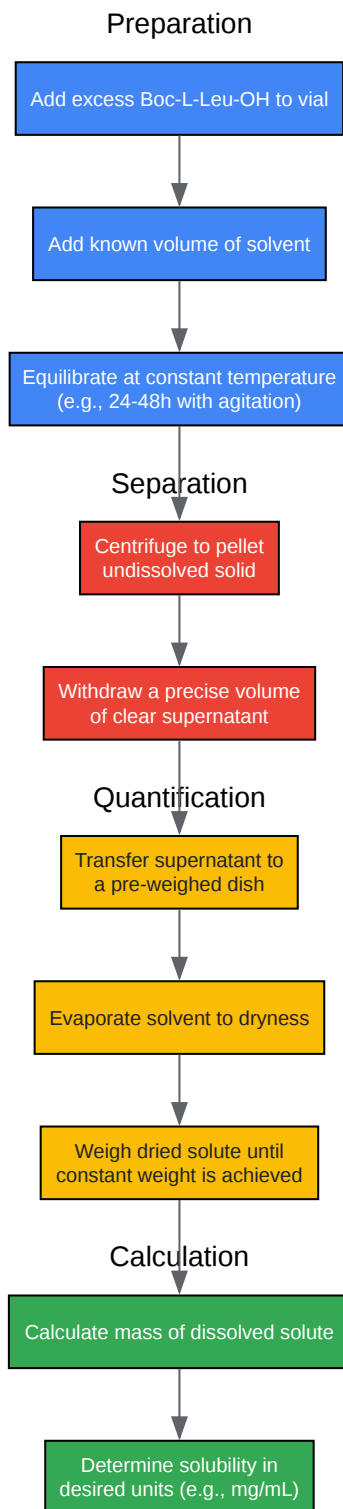 Preparation
Add excess Boc-L-Leu-OH to vial
Add known volume of solvent
Equilibrate at constant temperature
(e.g., 24-48h with agitation)
Separation
Centrifuge to pellet
undissolved solid
Withdraw a precise volume
of clear supernatant
Quantification
Transfer supernatant to
a pre-weighed dish
Evaporate solvent to dryness
Weigh dried solute until
constant weight is achieved
Calculation
Calculate mass of dissolved solute
Determine solubility in
desired units (e.g., mg/mL)